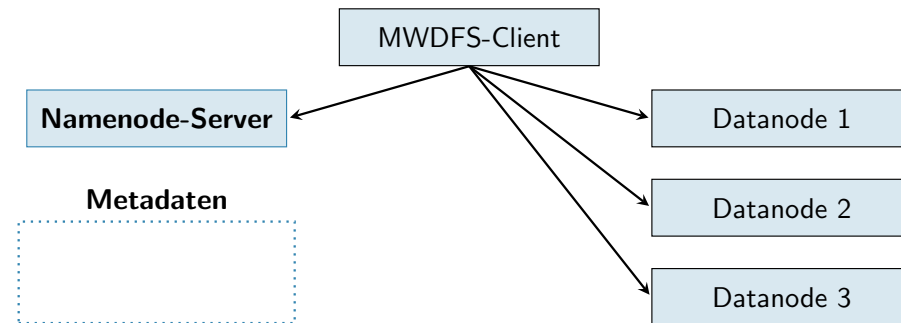 MWDFS-Client
Namenode-Server
Datanode 1
Metadaten
Datanode 2
Datanode 3